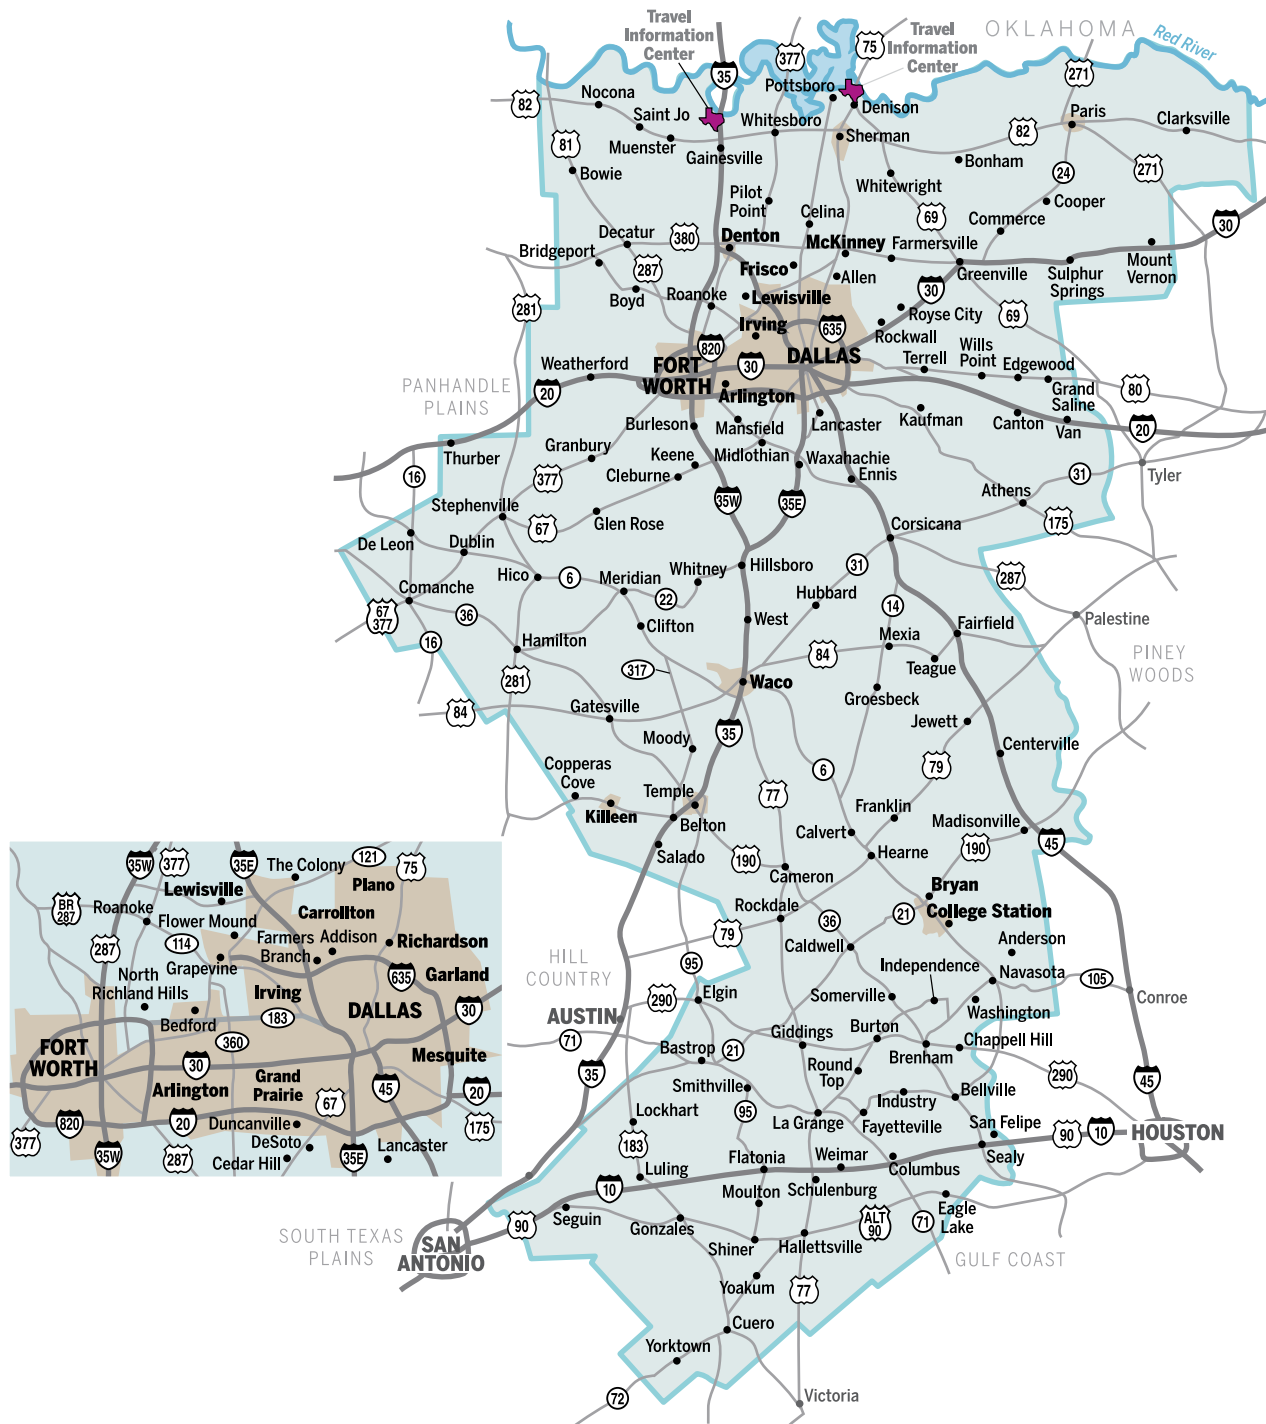 Travel
Information
Center
Travel
Information
Center
OKLAHOMA
Red River
377
75
35
271
Pottsboro
Denison
Nocona
82
Saint Jo
Whitesboro
Sherman
82
Paris
Clarksville
81
Muenster
Gainesville
Bonham
271
Bowie
Whitewright
24
Pilot
Point
Celina
69
Commerce
Cooper
30
Decatur
380
Denton
McKinney
Farmersville
Bridgeport
287
Frisco
Allen
Greenville
Sulphur
Springs
Mount
Vernon
Boyd
Roanoke
Lewisville
30
281
Irving
635
Royse City
Rockwall
69
820
DALLAS
Weatherford
FORT
WORTH
30
Terrell
Wills
Point
Edgewood
PANHANDLE
PLAINS
20
Arlington
Grand
Saline
80
Burleson
Mansfield
Lancaster
Kaufman
Canton
Van
20
Thurber
Granbury
Keene
Midlothian
Waxahachie
16
377
Cleburne
Ennis
31
Tyler
35W
35E
Athens
Stephenville
67
Glen Rose
Corsicana
175
De Leon
Dublin
Hico
6
Meridian
Whitney
Hillsboro
31
287
Comanche
22
Hubbard
14
67
377
36
Clifton
West
Fairfield
Palestine
16
Hamilton
Mexia
84
Teague
PINEY
WOODS
317
281
Waco
Groesbeck
84
Gatesville
35
Jewett
Moody
Centerville
79
6
Copperas
Cove
77
Temple
Franklin
Killeen
Belton
Calvert
Madisonville
45
Salado
190
Hearne
190
Cameron
Bryan
Rockdale
36
21
College Station
79
Caldwell
Anderson
HILL
COUNTRY
95
Independence
Navasota
105
Conroe
290
Elgin
Somerville
Washington
AUSTIN
71
21
Giddings
Burton
Chappell Hill
Bastrop
Brenham
35
Round
Top
290
45
Smithville
95
Industry
Bellville
Lockhart
La Grange
Fayetteville
San Felipe
183
90
10
HOUSTON
Luling
Flatonia
Weimar
Columbus
Sealy
10
Moulton
Schulenburg
90
Seguin
Gonzales
ALT
90
71
Eagle
Lake
Shiner
Hallettsville
SOUTH TEXAS
PLAINS
SAN
ANTONIO
GULF COAST
Yoakum
77
Cuero
Yorktown
72
Victoria
35W
377
35E
The Colony
121
75
Lewisville
Plano
BR
287
Roanoke
Flower Mound
Carrollton
287
114
Farmers
Branch
Addison
Richardson
Grapevine
635
Garland
North
Richland Hills
Irving
30
Bedford
183
DALLAS
360
FORT
WORTH
30
Mesquite
Arlington
Grand
Prairie
45
20
67
820
20
Duncanville
175
377
DeSoto
Lancaster
35W
287
Cedar Hill
35E